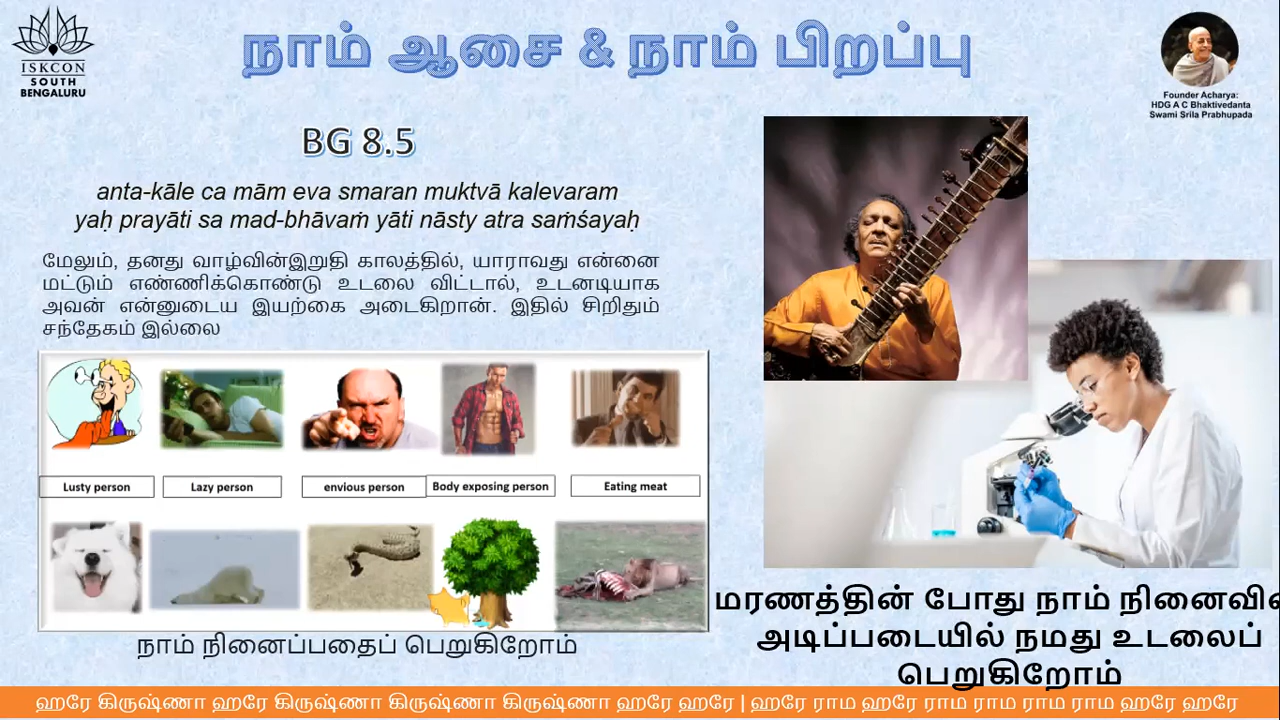 ISKCON
SOUTH
BENGALURU
நாம் ஆசை & நாம் பிறப்பு
Founder Acharya:
HDG A C Bhaktivedanta
Swami Srila Prabhupada
BG 8.5
anta-kāle ca mām eva smaran muktvā kalevaram
yaḥ prayāti sa mad-bhāvaṁ yāti nāsty atra saṁśayaḥ
மேலும், தனது வாழ்வின்இறுதி காலத்தில், யாராவது என்னை
மட்டும் எண்ணிக்கொண்டு உடலை விட்டால், உடனடியாக
அவன் என்னுடைய இயற்கை அடைகிறான். இதில் சிறிதும்
சந்தேகம் இல்லை
Lusty person
Lazy person
envious person
Body exposing person
Eating meat
நாம் நினைப்பதைப் பெறுகிறோம்
மரணத்தின் போது நாம்
அடிப்படையில் நமது உடலைப்
பெறுகிறோம்
ஹரே கிருஷ்ணா ஹரே கிருஷ்ணா கிருஷ்ணா கிருஷ்ணா ஹரே ஹரே | ஹரே ராம ஹரே ராம ராம ராம ஹரே ஹரே